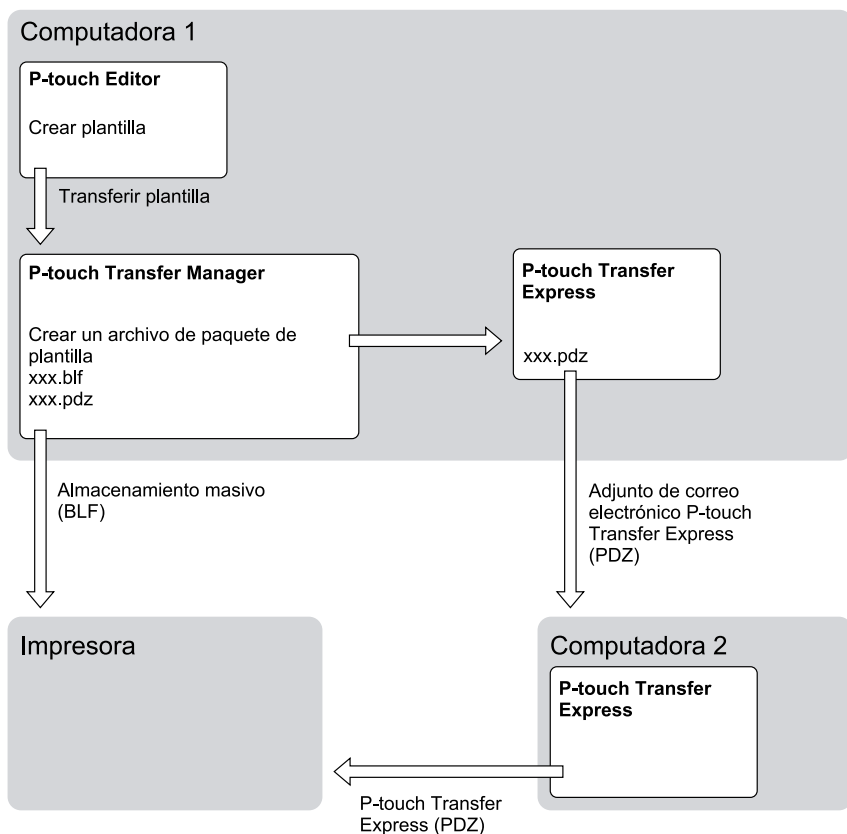 Computadora 1
P-touch Editor
Crear plantilla
Transferir plantilla
P-touch Transfer Manager
Crear un archivo de paquete de
plantilla
xxx.blf
xxx.pdz
P-touch Transfer
Express
xxx.pdz
Almacenamiento masivo
(BLF)
Adjunto de correo
electrónico P-touch
Transfer Express
(PDZ)
Impresora
Computadora 2
P-touch Transfer
Express
P-touch Transfer
Express (PDZ)